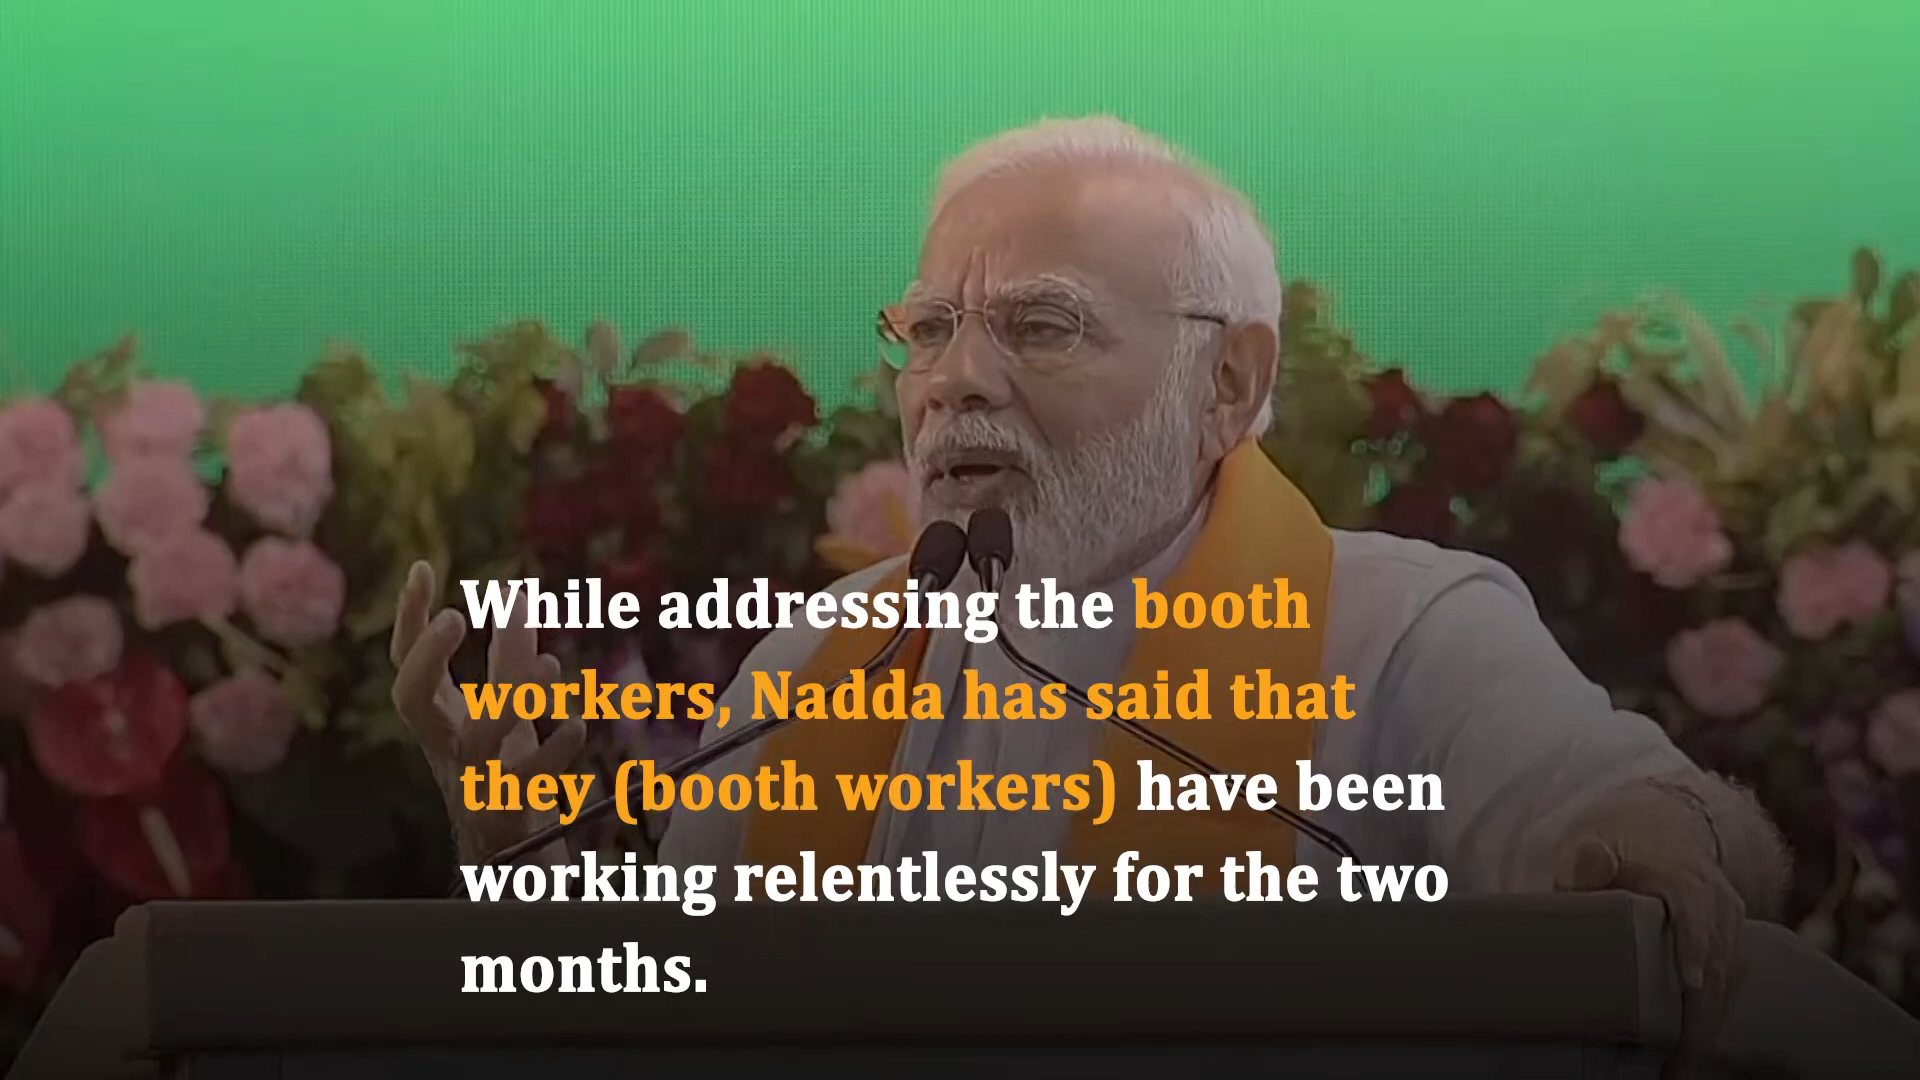 While addressing the booth
workers, Nadda has said that
they (booth workers) have been
working relentlessly for the two
months.